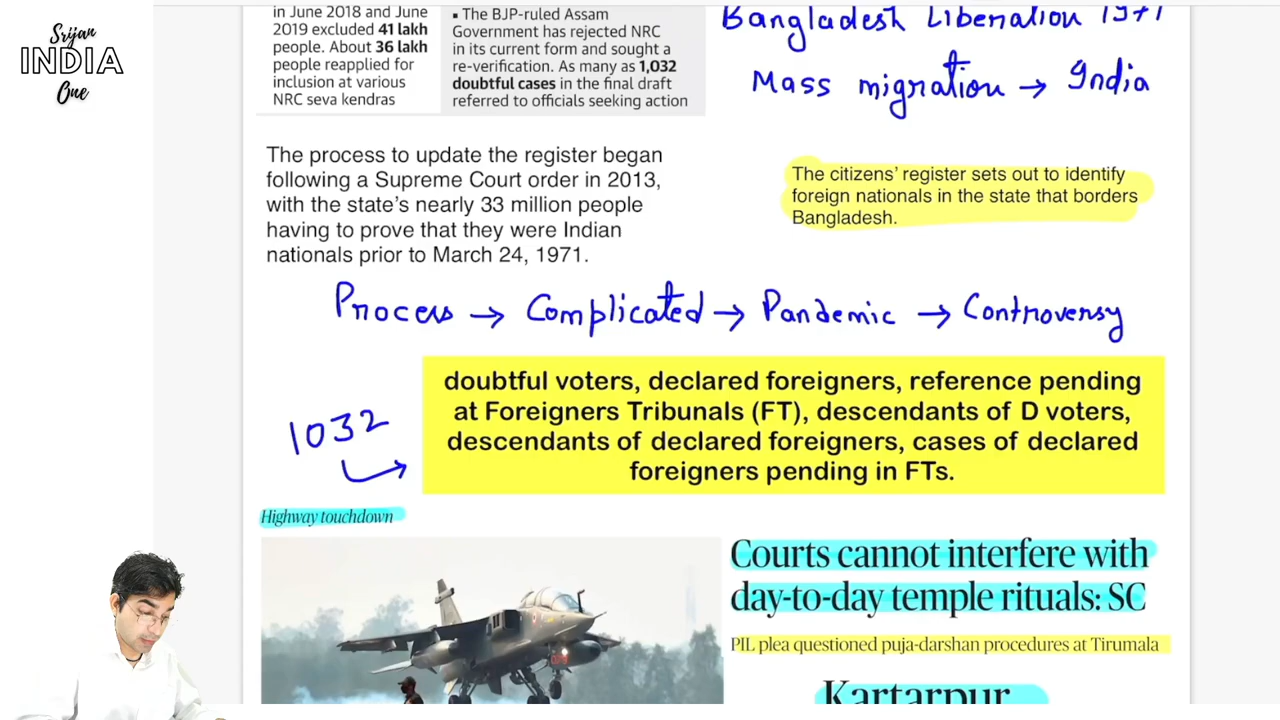 Srijan
INDIA
One
in June 2018 and June
2019 excluded 41 lakh
people. About 36 lakh
people reapplied for
inclusion at various
NRC seva kendras
▪ The BJP-ruled Assam
Government has rejected NRC
in its current form and sought a
re-verification. As many as 1,032
doubtful cases in the final draft
referred to officials seeking action
Bangladesh Liberation 1971
Mass migration → India
The process to update the register began
following a Supreme Court order in 2013,
with the state's nearly 33 million people
having to prove that they were Indian
nationals prior to March 24, 1971.
The citizens' register sets out to identify
foreign nationals in the state that borders
Bangladesh.
Process → Complicated → Pandemic → Controversy
1032
doubtful voters, declared foreigners, reference pending
at Foreigners Tribunals (FT), descendants of D voters,
descendants of declared foreigners, cases of declared
foreigners pending in FTs.
Highway touchdown
Courts cannot interfere with
day-to-day temple rituals: SC
PIL plea questioned puja-darshan procedures at Tirumala
Kartarpur